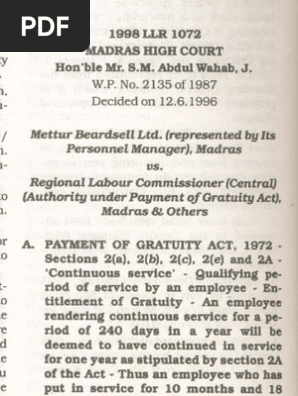 PDF
1998 LLR 1072
MADRAS HIGH COURT
Hon'ble Mr. S.M. Abdul Wahab, J.
W.P. No. 2135 of 1987
Decided on 12.6.1996
Mettur Beardsell Ltd. (represented by Its
Personnel Manager), Madras
vs.
Regional Labour Commissioner (Central)
(Authority under Payment of Gratuity Act),
Madras & Others
A. PAYMENT OF GRATUITY ACT, 1972 -
Sections 2(a), 2(b), 2(c), 2(e) and 2A -
'Continuous service' - Qualifying pe-
riod of service by an employee - En-
titlement of Gratuity - An employee
rendering continuous service for a pe-
riod of 240 days in a year will be
deemed to have continued in service
for one year as stipulated by section 2A
of the Act - Thus an employee who has
put in service for 10 months and 18